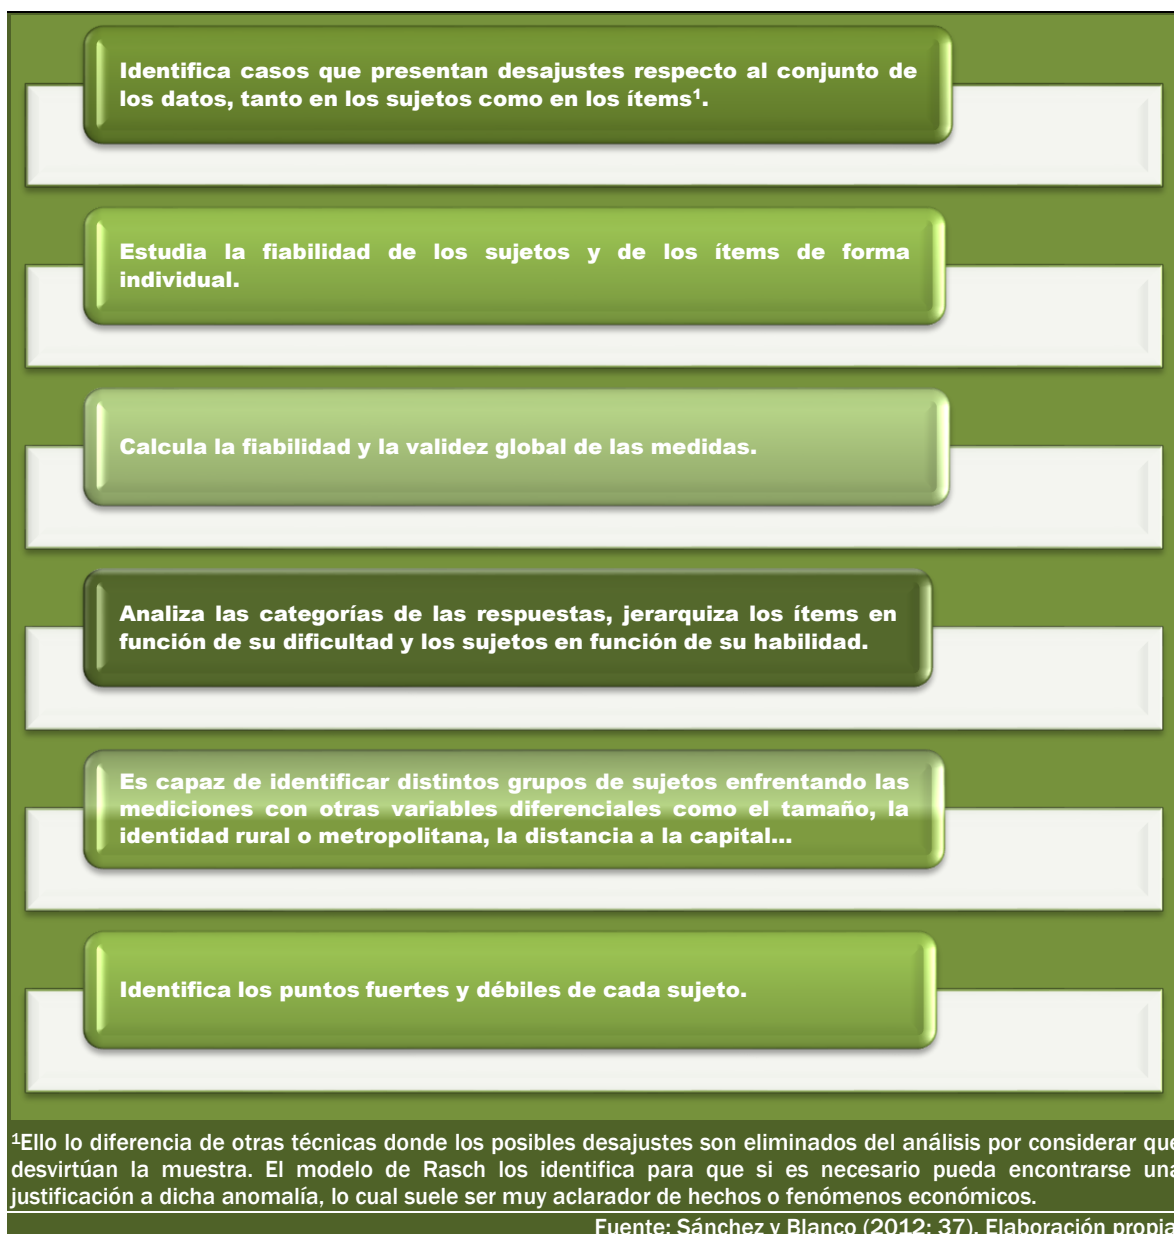 Identifica casos que presentan desajustes respecto al conjunto de
los datos, tanto en los sujetos como en los ítems¹.
Estudia la fiabilidad de los sujetos y de los ítems de forma
individual.
Calcula la fiabilidad y la validez global de las medidas.
Analiza las categorías de las respuestas, jerarquiza los ítems en
función de su dificultad y los sujetos en función de su habilidad.
Es capaz de identificar distintos grupos de sujetos enfrentando las
mediciones con otras variables diferenciales como el tamaño, la
identidad rural o metropolitana, la distancia a la capital...
Identifica los puntos fuertes y débiles de cada sujeto.
¹Ello lo diferencia de otras técnicas donde los posibles desajustes son eliminados del análisis por considerar que
desvirtúan la muestra. El modelo de Rasch los identifica para que si es necesario pueda encontrarse una
justificación a dicha anomalía, lo cual suele ser muy aclarador de hechos o fenómenos económicos.
Fuente: Sánchez y Blanco (2012: 37). Elaboración propia